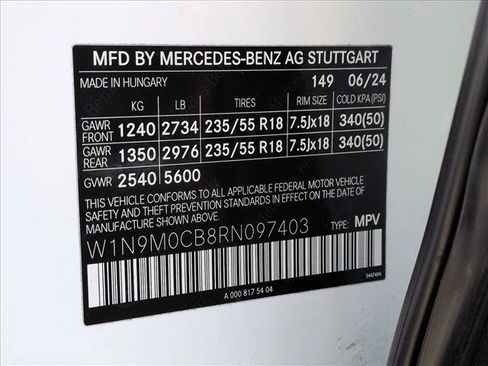 MFD BY MERCEDES-BENZ AG STUTTGART
MADE IN HUNGARY 149 06/24
KG LB TIRES RIM SIZE COLD KPA (PSI)
GAWR FRONT 1240 2734 235/55 R18 7.5Jx18 340(50)
GAWR REAR 1350 2976 235/55 R18 7.5Jx18 340(50)
GVWR 2540 5600
THIS VEHICLE CONFORMS TO ALL APPLICABLE FEDERAL MOTOR VEHICLE
SAFETY AND THEFT PREVENTION STANDARDS IN EFFECT ON THE DATE
OF MANUFACTURE SHOWN ABOVE.
W1N9M0CB8RN097403 TYPE: MPV
A 000 817 54 04